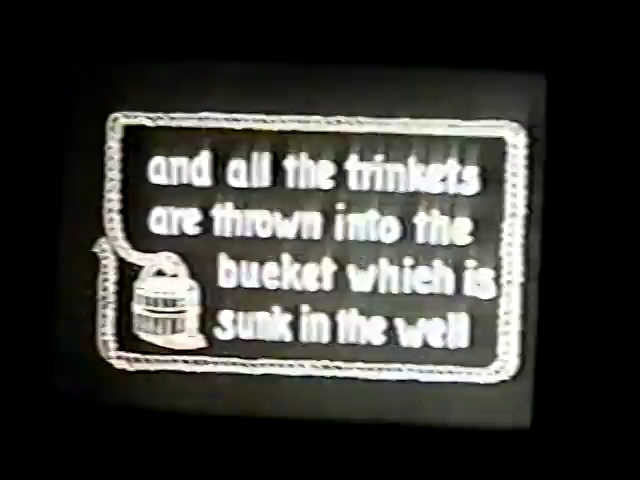 and all the trinkets
are thrown into the
bucket which is
sunk in the well